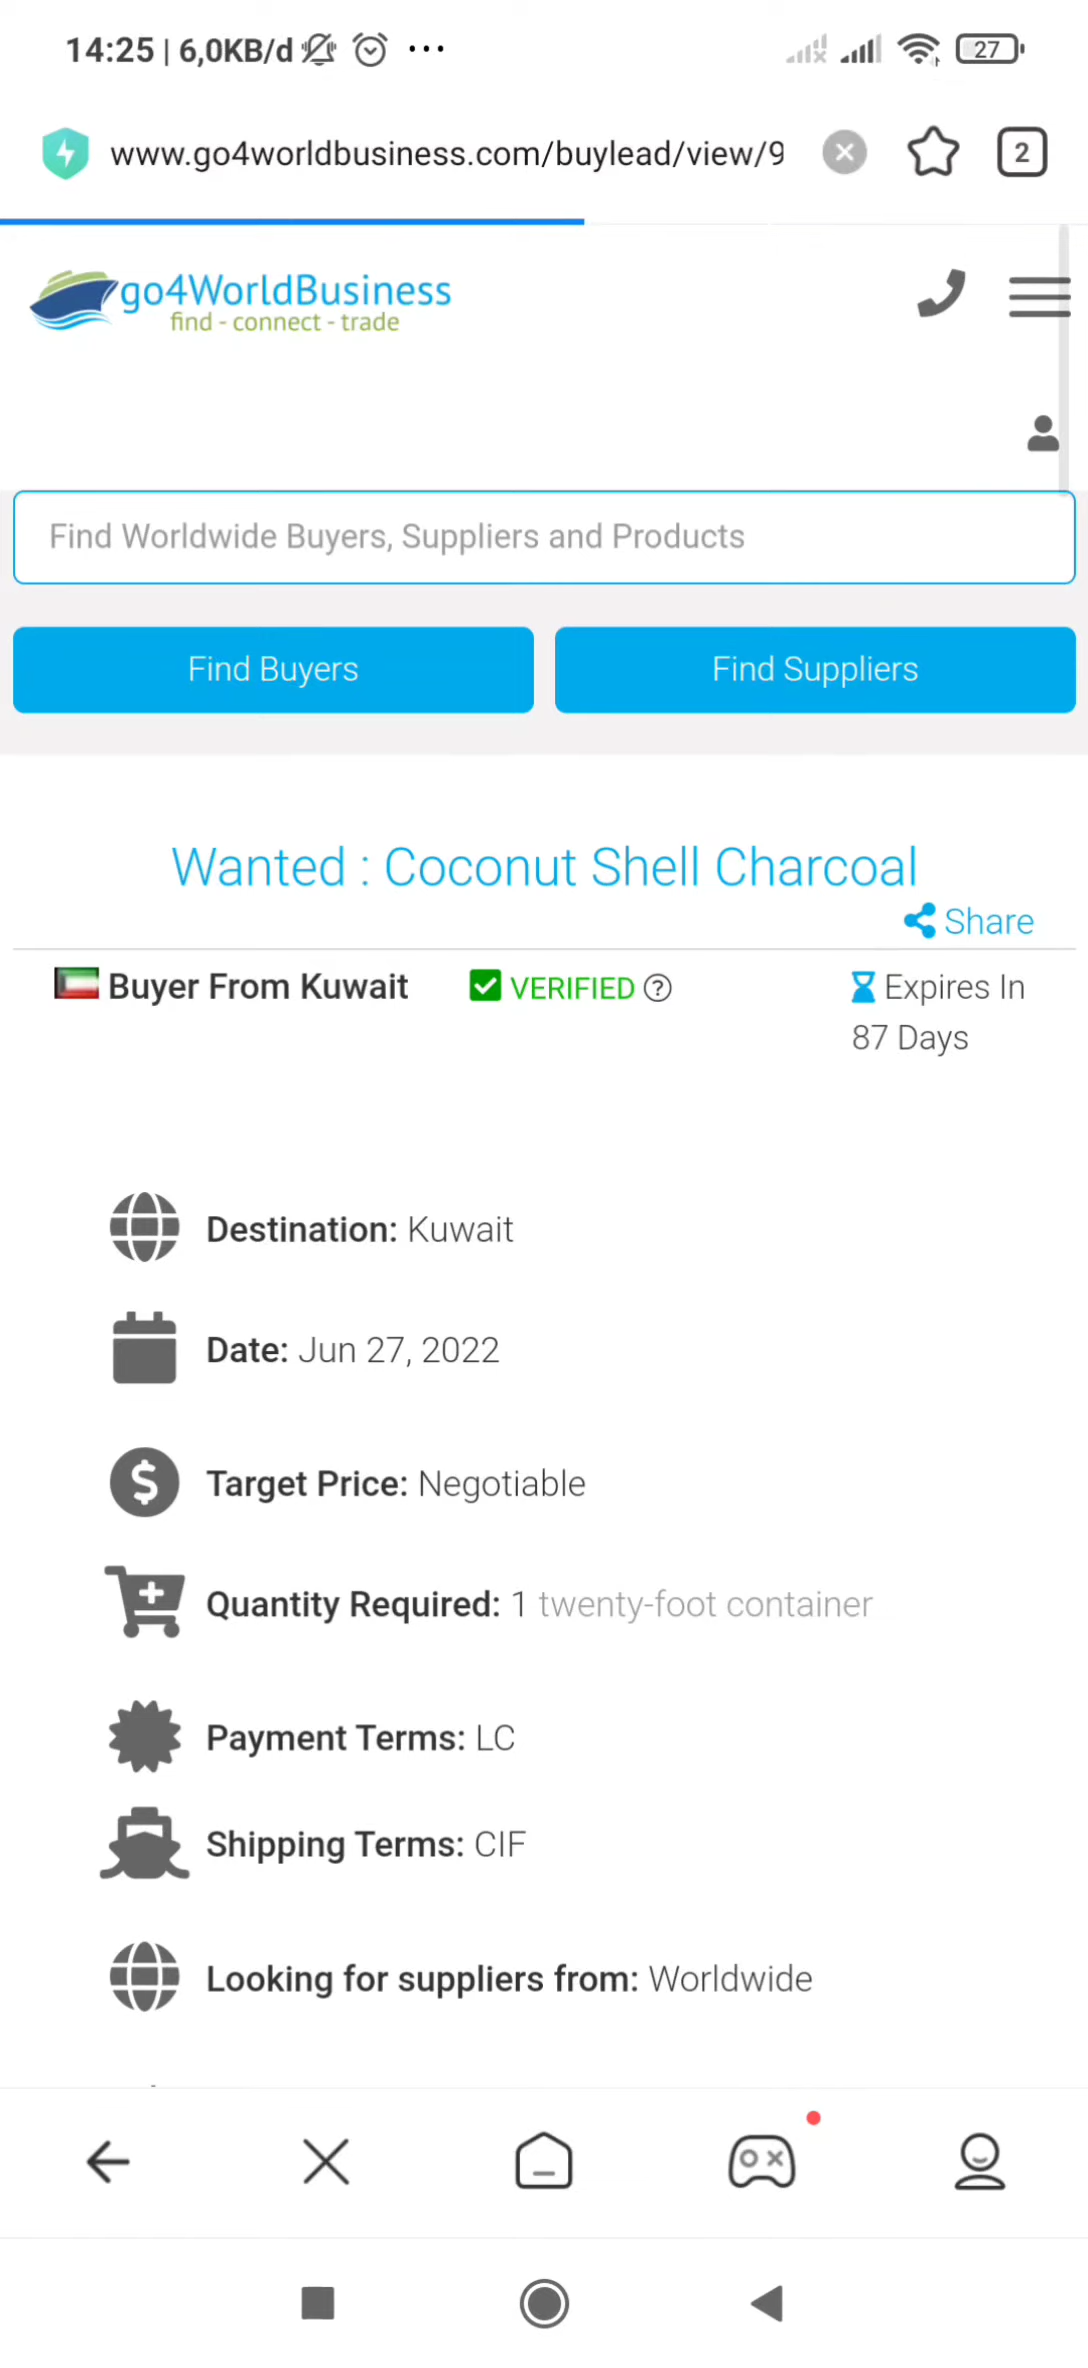 14:25 | 6,0KB/d ... 27
www.go4worldbusiness.com/buylead/view/9
2
go4WorldBusiness
find - connect - trade
Find Worldwide Buyers, Suppliers and Products
Find Buyers
Find Suppliers
Wanted : Coconut Shell Charcoal
Share
Buyer From Kuwait
VERIFIED ?
Expires In
87 Days
Destination: Kuwait
Date: Jun 27, 2022
$ Target Price: Negotiable
Quantity Required: 1 twenty-foot container
Payment Terms: LC
Shipping Terms: CIF
Looking for suppliers from: Worldwide